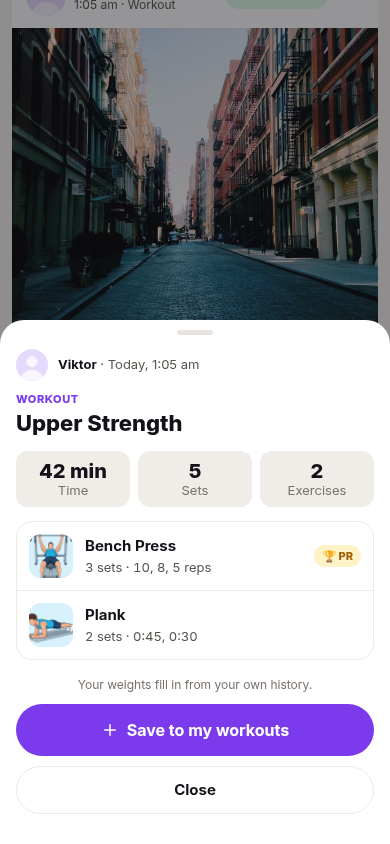 1:05 am · Workout
Viktor · Today, 1:05 am
WORKOUT
Upper Strength
42 min
Time
5
Sets
2
Exercises
Bench Press
3 sets · 10, 8, 5 reps
🏆 PR
Plank
2 sets · 0:45, 0:30
Your weights fill in from your own history.
+ Save to my workouts
Close